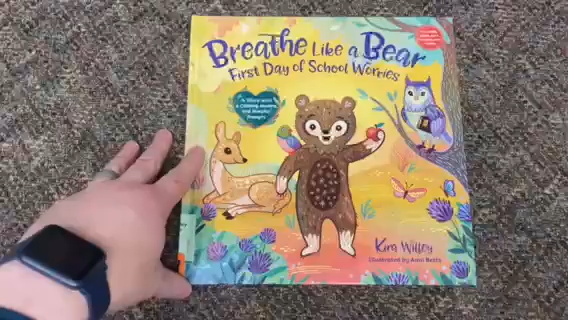 Breathe Like a Bear
First Day of School Worries
A Story with
a Calming Mantra
and Mindful
Prompts
Kira Willey
Illustrated by Anni Betts